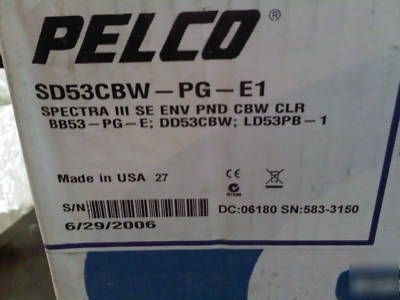 PELCO®
SD53CBW-PG-E1
SPECTRA III SE ENV PND CBW CLR
BB53-PG-E; DD53CBW; LD53PB-1
Made in USA 27
S/N
DC:06180 SN:583-3150
6/29/2006